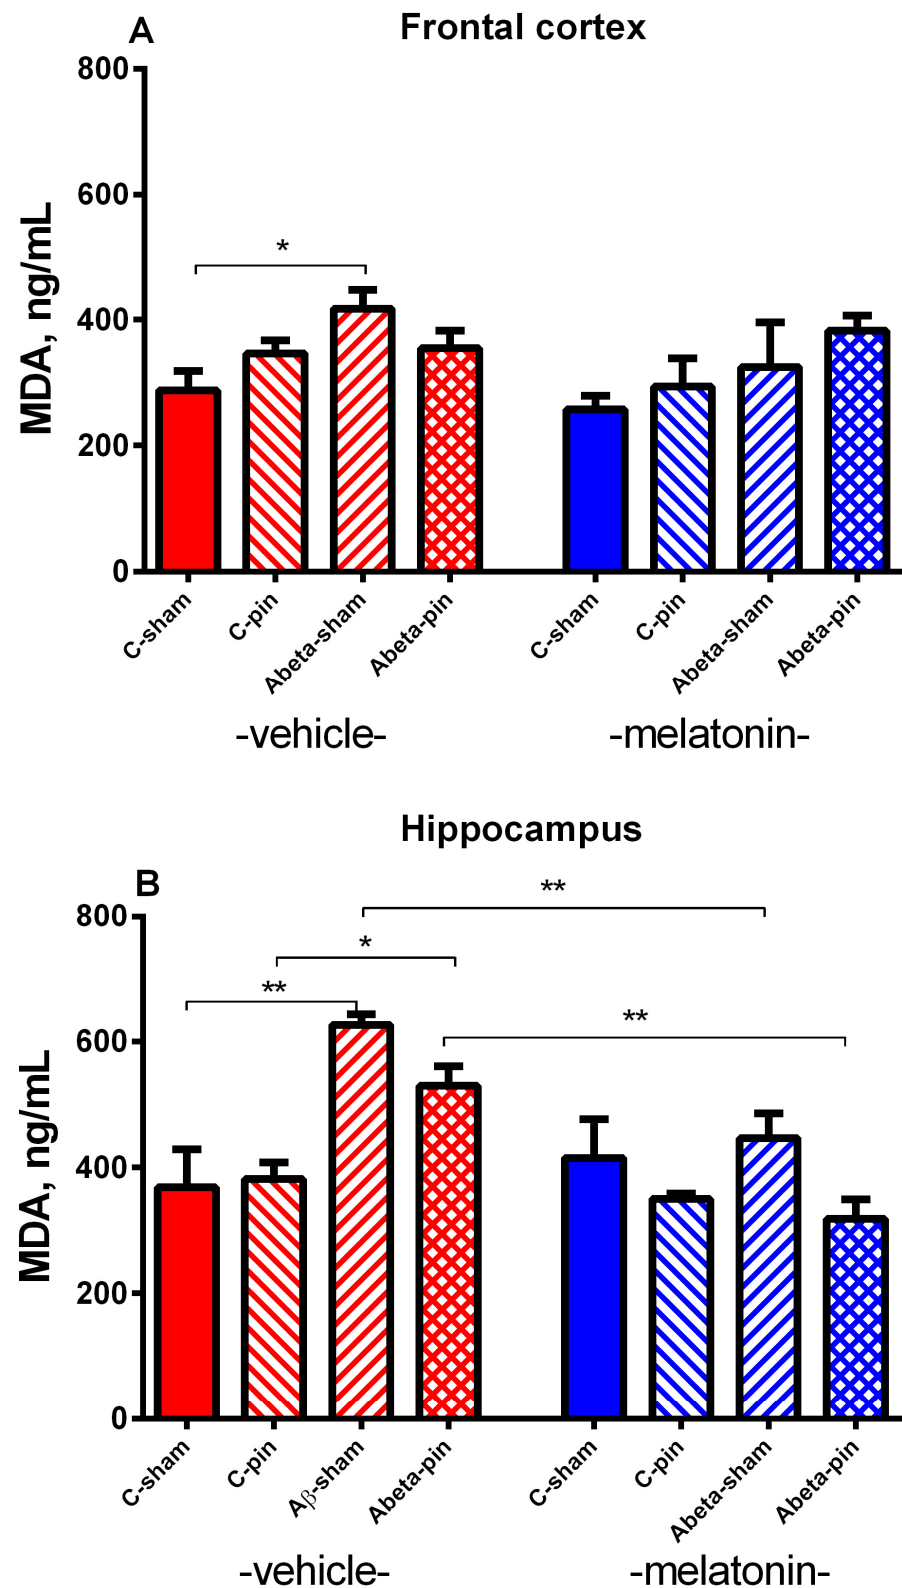 A
Frontal cortex
800
600
400
200
0
MDA, ng/mL
*
C-sham
C-pin
Abeta-sham
Abeta-pin
C-sham
C-pin
Abeta-sham
Abeta-pin
-vehicle-
-melatonin-
Hippocampus
B
800
600
400
200
0
MDA, ng/mL
**
*
**
**
C-sham
C-pin
Aβ-sham
Abeta-pin
C-sham
C-pin
Abeta-sham
Abeta-pin
-vehicle-
-melatonin-